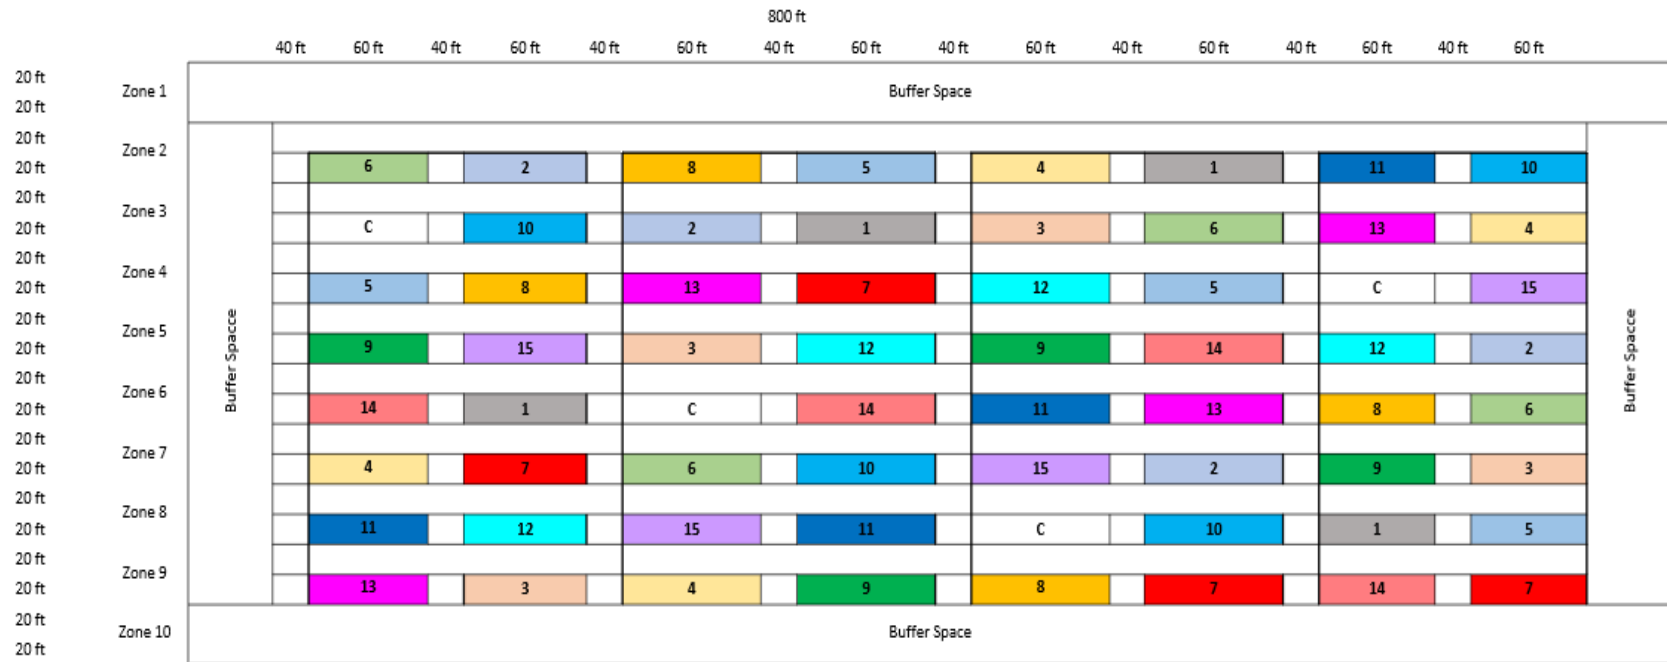 800 ft
40 ft 60 ft 40 ft 60 ft 40 ft 60 ft 40 ft 60 ft 40 ft 60 ft 40 ft 60 ft 40 ft 60 ft 40 ft 60 ft
20 ft
Zone 1 Buffer Space
20 ft
20 ft
Zone 2
20 ft 6 2 8 5 4 1 11 10
20 ft
Zone 3
20 ft C 10 2 1 3 6 13 4
20 ft
Zone 4
20 ft 5 8 13 7 12 5 C 15
20 ft
Zone 5
20 ft 9 15 3 12 9 14 12 2
Buffer Spacce
Buffer Spacce
20 ft
Zone 6
20 ft 14 1 C 14 11 13 8 6
20 ft
Zone 7
20 ft 4 7 6 10 15 2 9 3
20 ft
Zone 8
20 ft 11 12 15 11 C 10 1 5
20 ft
Zone 9
20 ft 13 3 4 9 8 7 14 7
20 ft
Zone 10 Buffer Space
20 ft